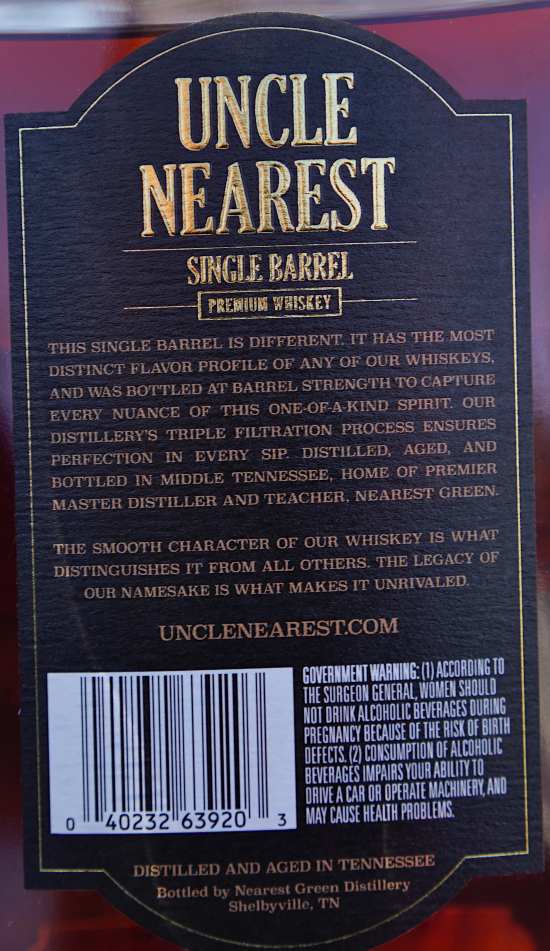 UNCLE
NEAREST
SINGLE BARREL
PREMIUM WHISKEY
THIS SINGLE BARREL IS DIFFERENT. IT HAS THE MOST
DISTINCT FLAVOR PROFILE OF ANY OF OUR WHISKEYS,
AND WAS BOTTLED AT BARREL STRENGTH TO CAPTURE
EVERY NUANCE OF THIS ONE-OF-A-KIND SPIRIT. OUR
DISTILLERY'S TRIPLE FILTRATION PROCESS ENSURES
PERFECTION IN EVERY SIP. DISTILLED, AGED, AND
BOTTLED IN MIDDLE TENNESSEE, HOME OF PREMIER
MASTER DISTILLER AND TEACHER, NEAREST GREEN.
THE SMOOTH CHARACTER OF OUR WHISKEY IS WHAT
DISTINGUISHES IT FROM ALL OTHERS. THE LEGACY OF
OUR NAMESAKE IS WHAT MAKES IT UNRIVALED.
UNCLENEAREST.COM
GOVERNMENT WARNING: (1) ACCORDING TO
THE SURGEON GENERAL, WOMEN SHOULD
NOT DRINK ALCOHOLIC BEVERAGES DURING
PREGNANCY BECAUSE OF THE RISK OF BIRTH
DEFECTS. (2) CONSUMPTION OF ALCOHOLIC
BEVERAGES IMPAIRS YOUR ABILITY TO
DRIVE A CAR OR OPERATE MACHINERY, AND
MAY CAUSE HEALTH PROBLEMS.
0 40232 63920 3
DISTILLED AND AGED IN TENNESSEE
Bottled by Nearest Green Distillery
Shelbyville, TN